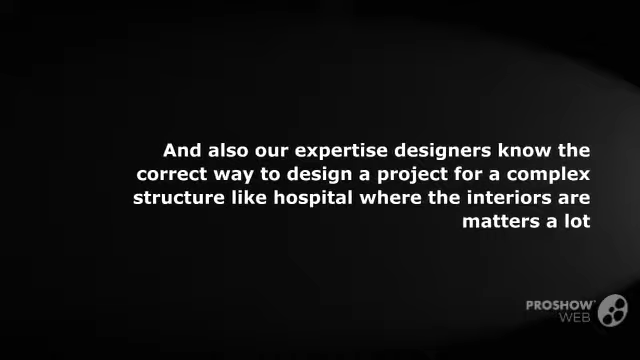 And also our expertise designers know the
correct way to design a project for a complex
structure like hospital where the interiors are
matters a lot
PROSHOW
WEB